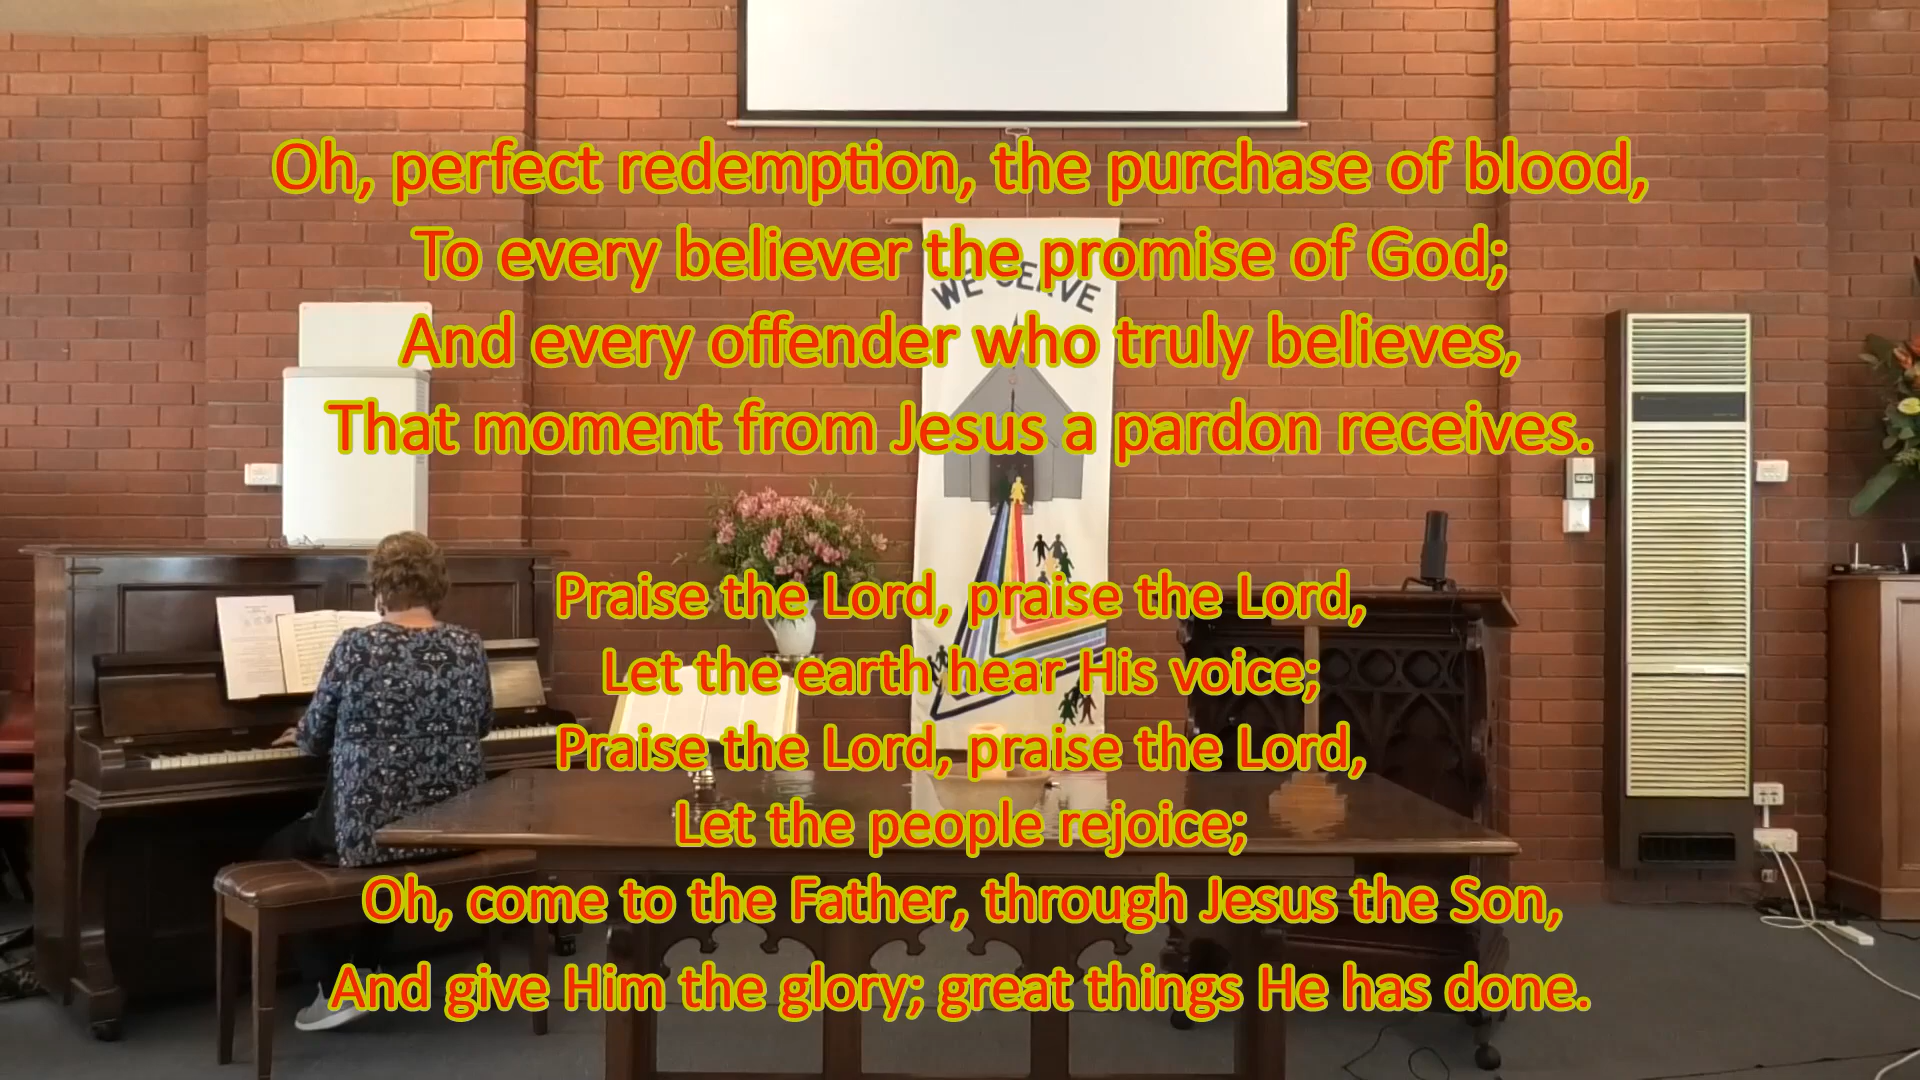 Oh, perfect redemption, the purchase of blood,
To every believer the promise of God;
WE SERVE
And every offender who truly believes,
That moment from Jesus a pardon receives.
Praise the Lord, praise the Lord,
Let the earth hear His voice;
Praise the Lord, praise the Lord,
Let the people rejoice;
Oh, come to the Father, through Jesus the Son,
And give Him the glory; great things He has done.